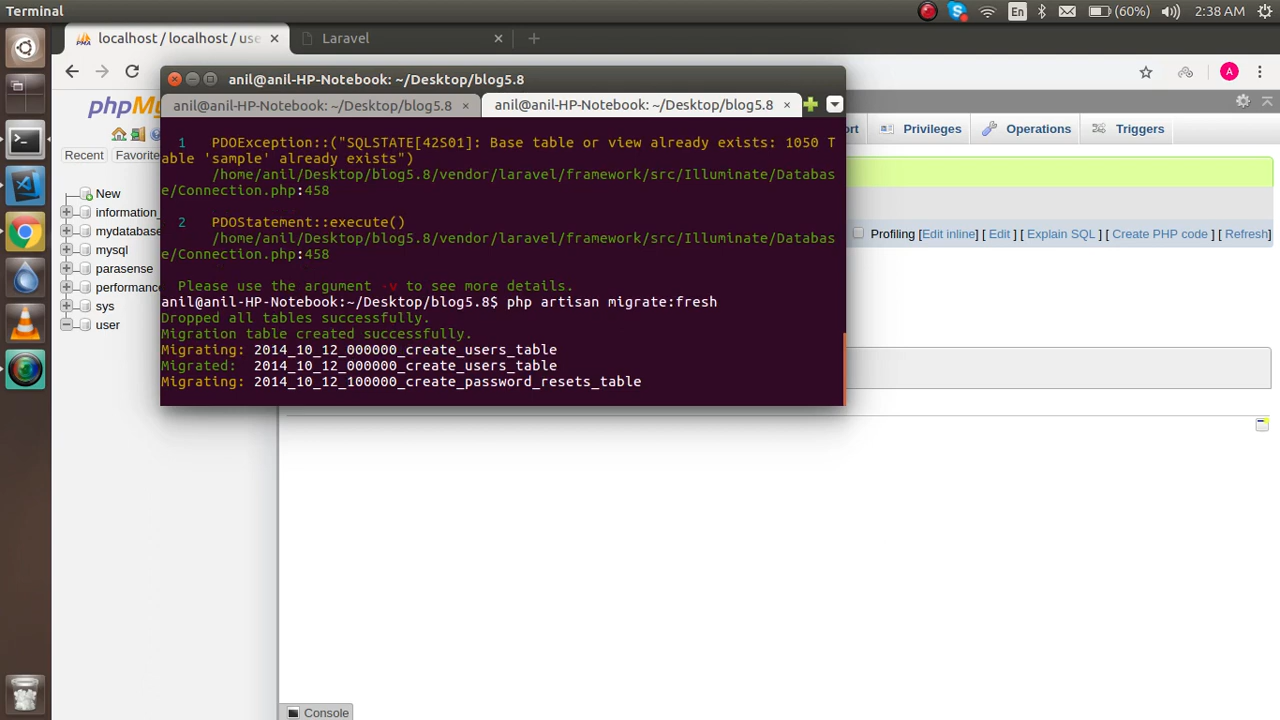 Terminal
En
(60%)
2:38 AM
localhost / localhost / use
Laravel
A
anil@anil-HP-Notebook: ~/Desktop/blog5.8
anil@anil-HP-Notebook: ~/Desktop/blog5.8
anil@anil-HP-Notebook: ~/Desktop/blog5.8
phpMy
PMA
Recent
Favorite
New
information_
mydatabase
mysql
parasense
performance
sys
user
1 PDOException::("SQLSTATE[42S01]: Base table or view already exists: 1050 T
able 'sample' already exists")
/home/anil/Desktop/blog5.8/vendor/laravel/framework/src/Illuminate/Databas
e/Connection.php:458
2 PDOStatement::execute()
/home/anil/Desktop/blog5.8/vendor/laravel/framework/src/Illuminate/Databas
e/Connection.php:458
Please use the argument -v to see more details.
anil@anil-HP-Notebook:~/Desktop/blog5.8$ php artisan migrate:fresh
Dropped all tables successfully.
Migration table created successfully.
Migrating: 2014_10_12_000000_create_users_table
Migrated: 2014_10_12_000000_create_users_table
Migrating: 2014_10_12_100000_create_password_resets_table
ort
Privileges
Operations
Triggers
Profiling [Edit inline] [ Edit ] [ Explain SQL ] [ Create PHP code ] [ Refresh]
Console